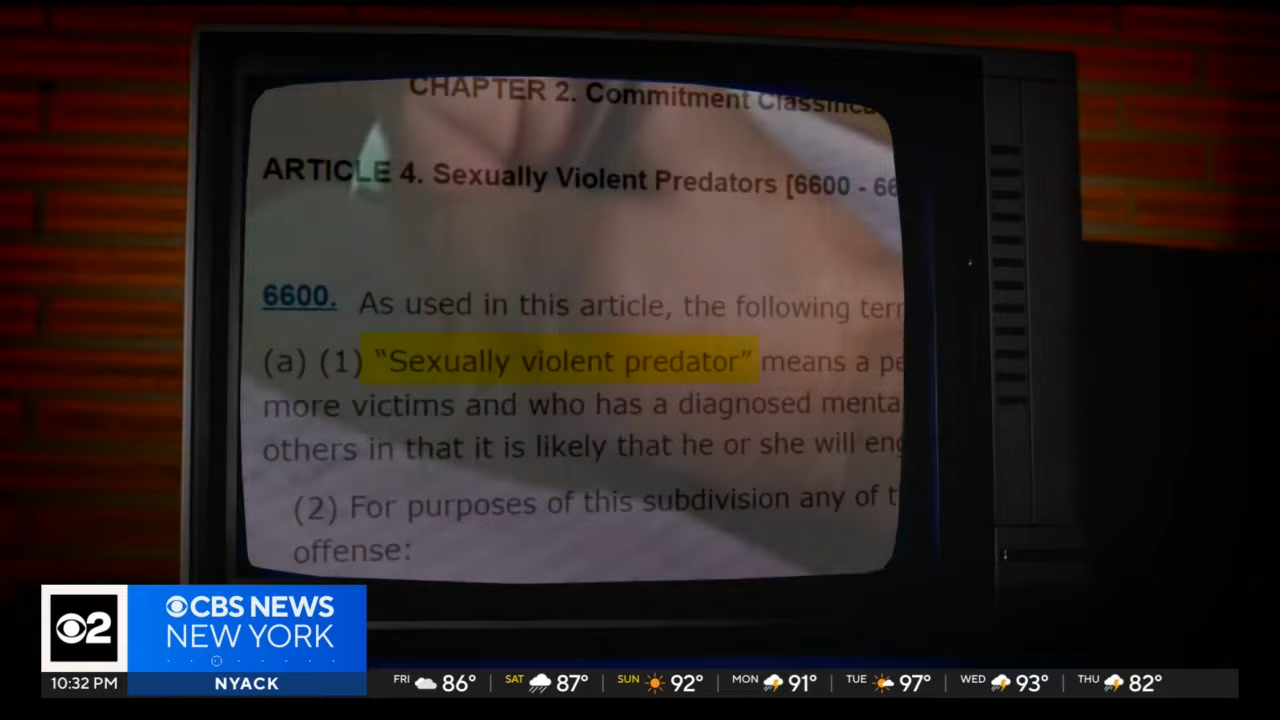 CHAPTER 2. Commitment
ARTICLE 4. Sexually Violent Predators [6600 - 66
6600. As used in this article, the following
(a) (1) “Sexually violent predator” means a
more victims and who has a diagnosed
others in that it is likely that he or she will
(2) For purposes of this subdivision any of
offense:
2
CBS NEWS
NEW YORK
10:32 PM
NYACK
FRI 86°
SAT 87°
SUN 92°
MON 91°
TUE 97°
WED 93°
THU 82°